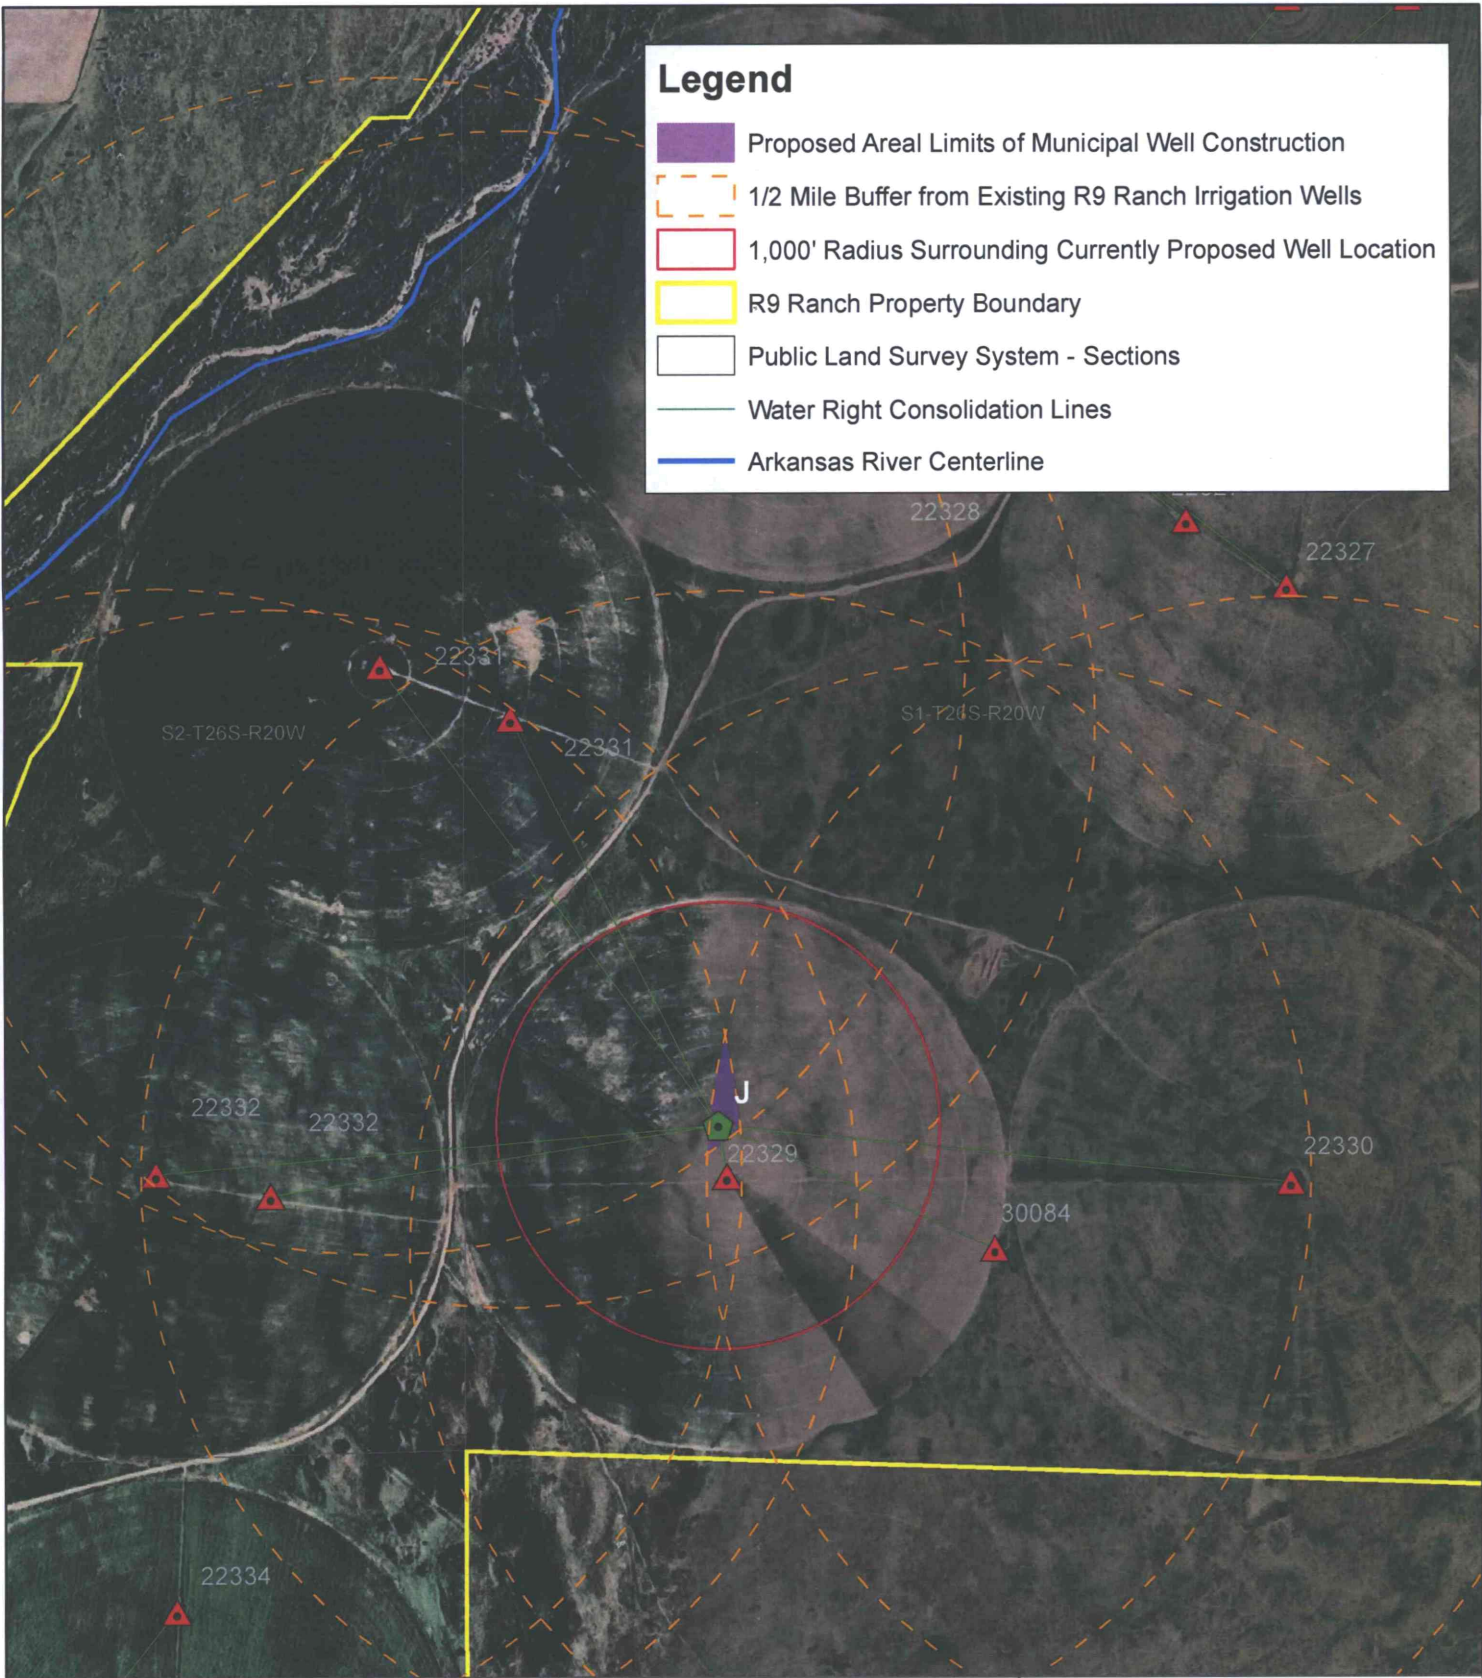 Legend
Proposed Areal Limits of Municipal Well Construction
1/2 Mile Buffer from Existing R9 Ranch Irrigation Wells
1,000' Radius Surrounding Currently Proposed Well Location
R9 Ranch Property Boundary
Public Land Survey System - Sections
Water Right Consolidation Lines
Arkansas River Centerline
22328
22327
22331
S2-T26S-R20W
S1-T26S-R20W
22331
J
22332
22332
22329
22330
30084
22334